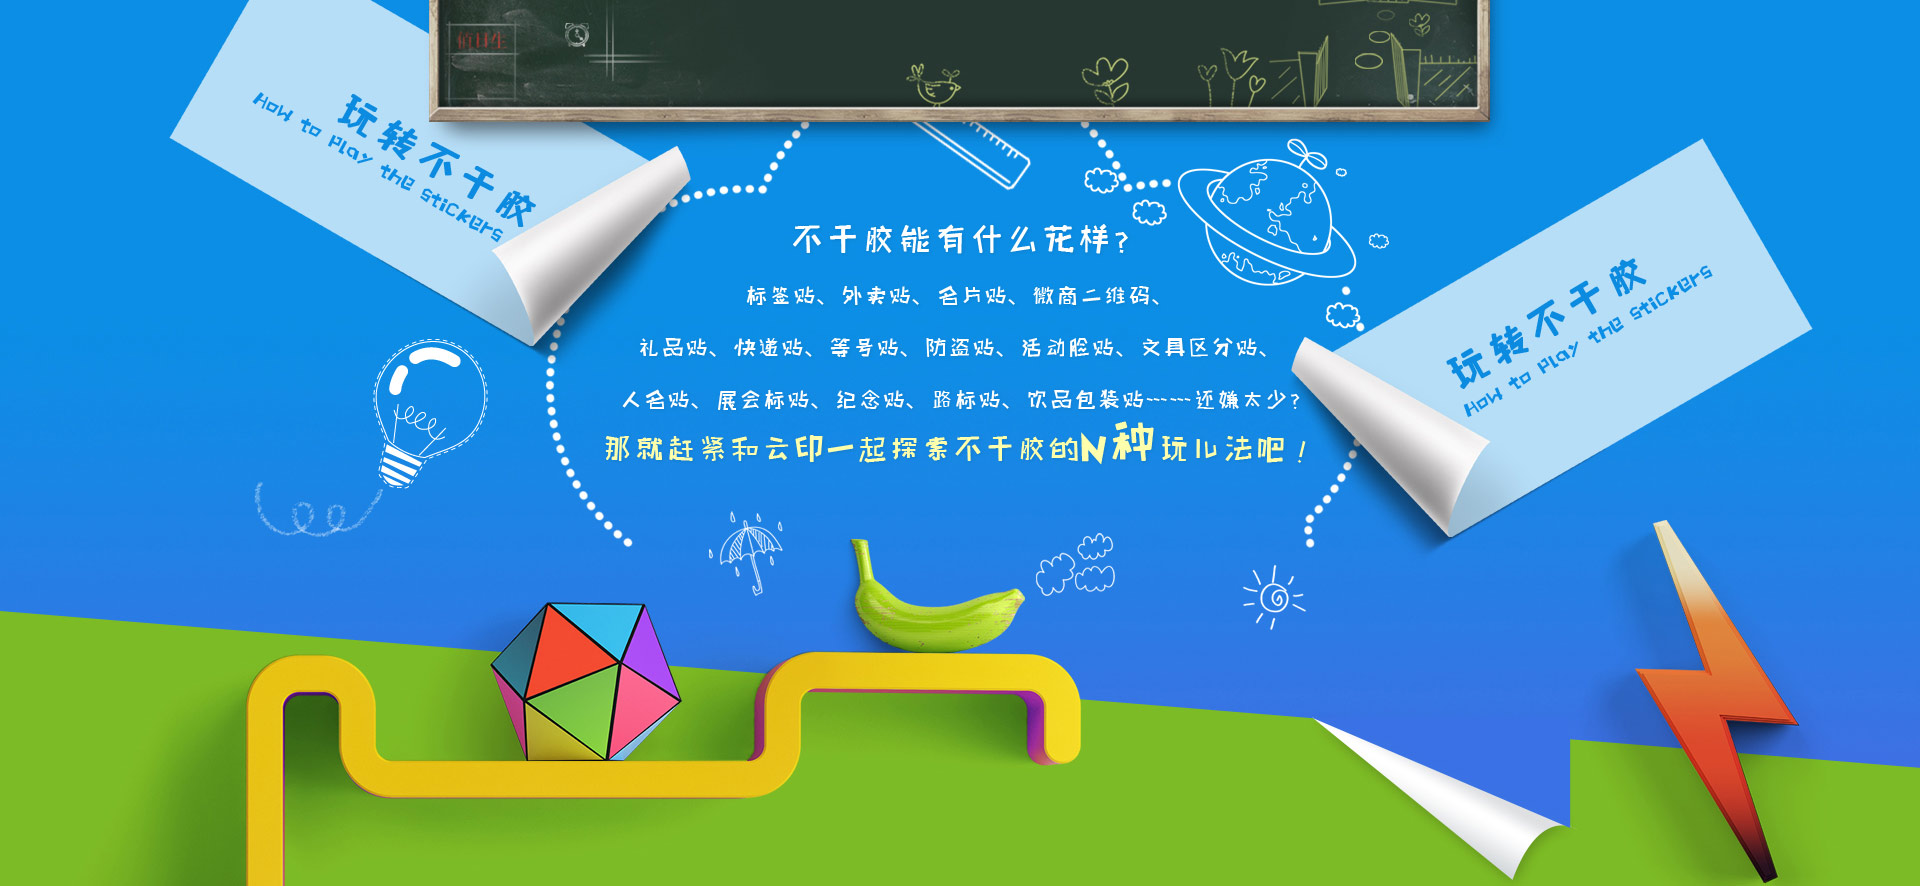 值日生
玩转不干胶
How to Play the stickers
不干胶能有什么花样？
标签贴、外卖贴、名片贴、微商二维码、
礼品贴、快递贴、等号贴、防盗贴、活动脸贴、文具区分贴、
人名贴、展会标贴、纪念贴、路标贴、饮品包装贴……还嫌太少？
那就赶紧和云印一起探索不干胶的N种玩儿法吧！
玩转不干胶
How to Play the stickers